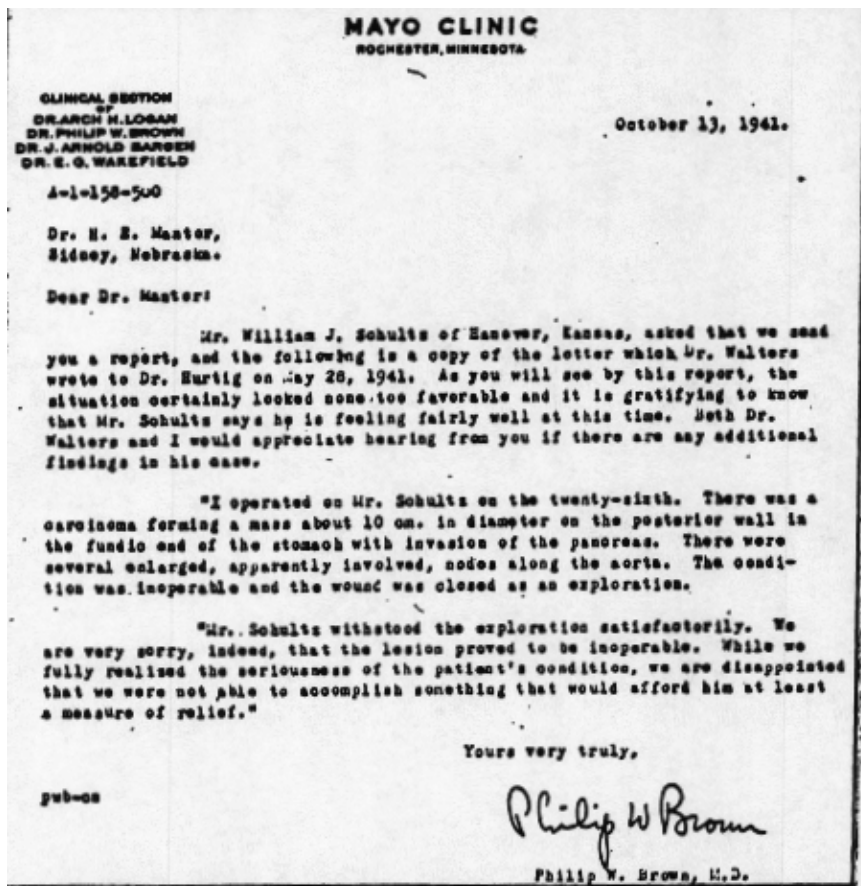 MAYO CLINIC
ROCHESTER, MINNESOTA
CLINICAL SECTION
OF
DR. ARCH H. LOGAN
DR. PHILIP W. BROWN
DR. J. ARNOLD BARGEN
DR. E. G. WAKEFIELD
October 13, 1941.
A-1-158-500
Dr. H. E. Mantor,
Sidney, Nebraska.
Dear Dr. Mantor:
Mr. William J. Schultz of Hanover, Kansas, asked that we send
you a report, and the following is a copy of the letter which Dr. Walters
wrote to Dr. Hurtig on May 28, 1941. As you will see by this report, the
situation certainly looked none too favorable and it is gratifying to know
that Mr. Schultz says he is feeling fairly well at this time. Both Dr.
Walters and I would appreciate hearing from you if there are any additional
findings in his case.
"I operated on Mr. Schultz on the twenty-sixth. There was a
carcinoma forming a mass about 10 cm. in diameter on the posterior wall in
the fundic end of the stomach with invasion of the pancreas. There were
several enlarged, apparently involved, nodes along the aorta. The condi-
tion was inoperable and the wound was closed as an exploration.
"Mr. Schultz withstood the exploration satisfactorily. We
are very sorry, indeed, that the lesion proved to be inoperable. While we
fully realized the seriousness of the patient's condition, we are disappointed
that we were not able to accomplish something that would afford him at least
a measure of relief."
Yours very truly,
pwb-cs
Philip W Brown
Philip W. Brown, M.D.